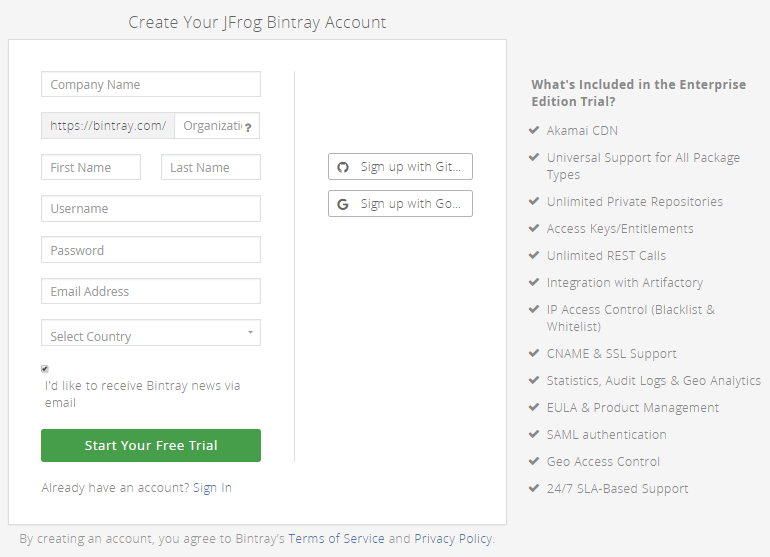 Create Your JFrog Bintray Account
Company Name
https://bintray.com/ Organizati ?
First Name Last Name
Username
Password
Email Address
Select Country
I'd like to receive Bintray news via
email
Start Your Free Trial
Already have an account? Sign In
Sign up with Git...
Sign up with Go...
By creating an account, you agree to Bintray's Terms of Service and Privacy Policy.
What's Included in the Enterprise
Edition Trial?
Akamai CDN
Universal Support for All Package
Types
Unlimited Private Repositories
Access Keys/Entitlements
Unlimited REST Calls
Integration with Artifactory
IP Access Control (Blacklist &
Whitelist)
CNAME & SSL Support
Statistics, Audit Logs & Geo Analytics
EULA & Product Management
SAML authentication
Geo Access Control
24/7 SLA-Based Support